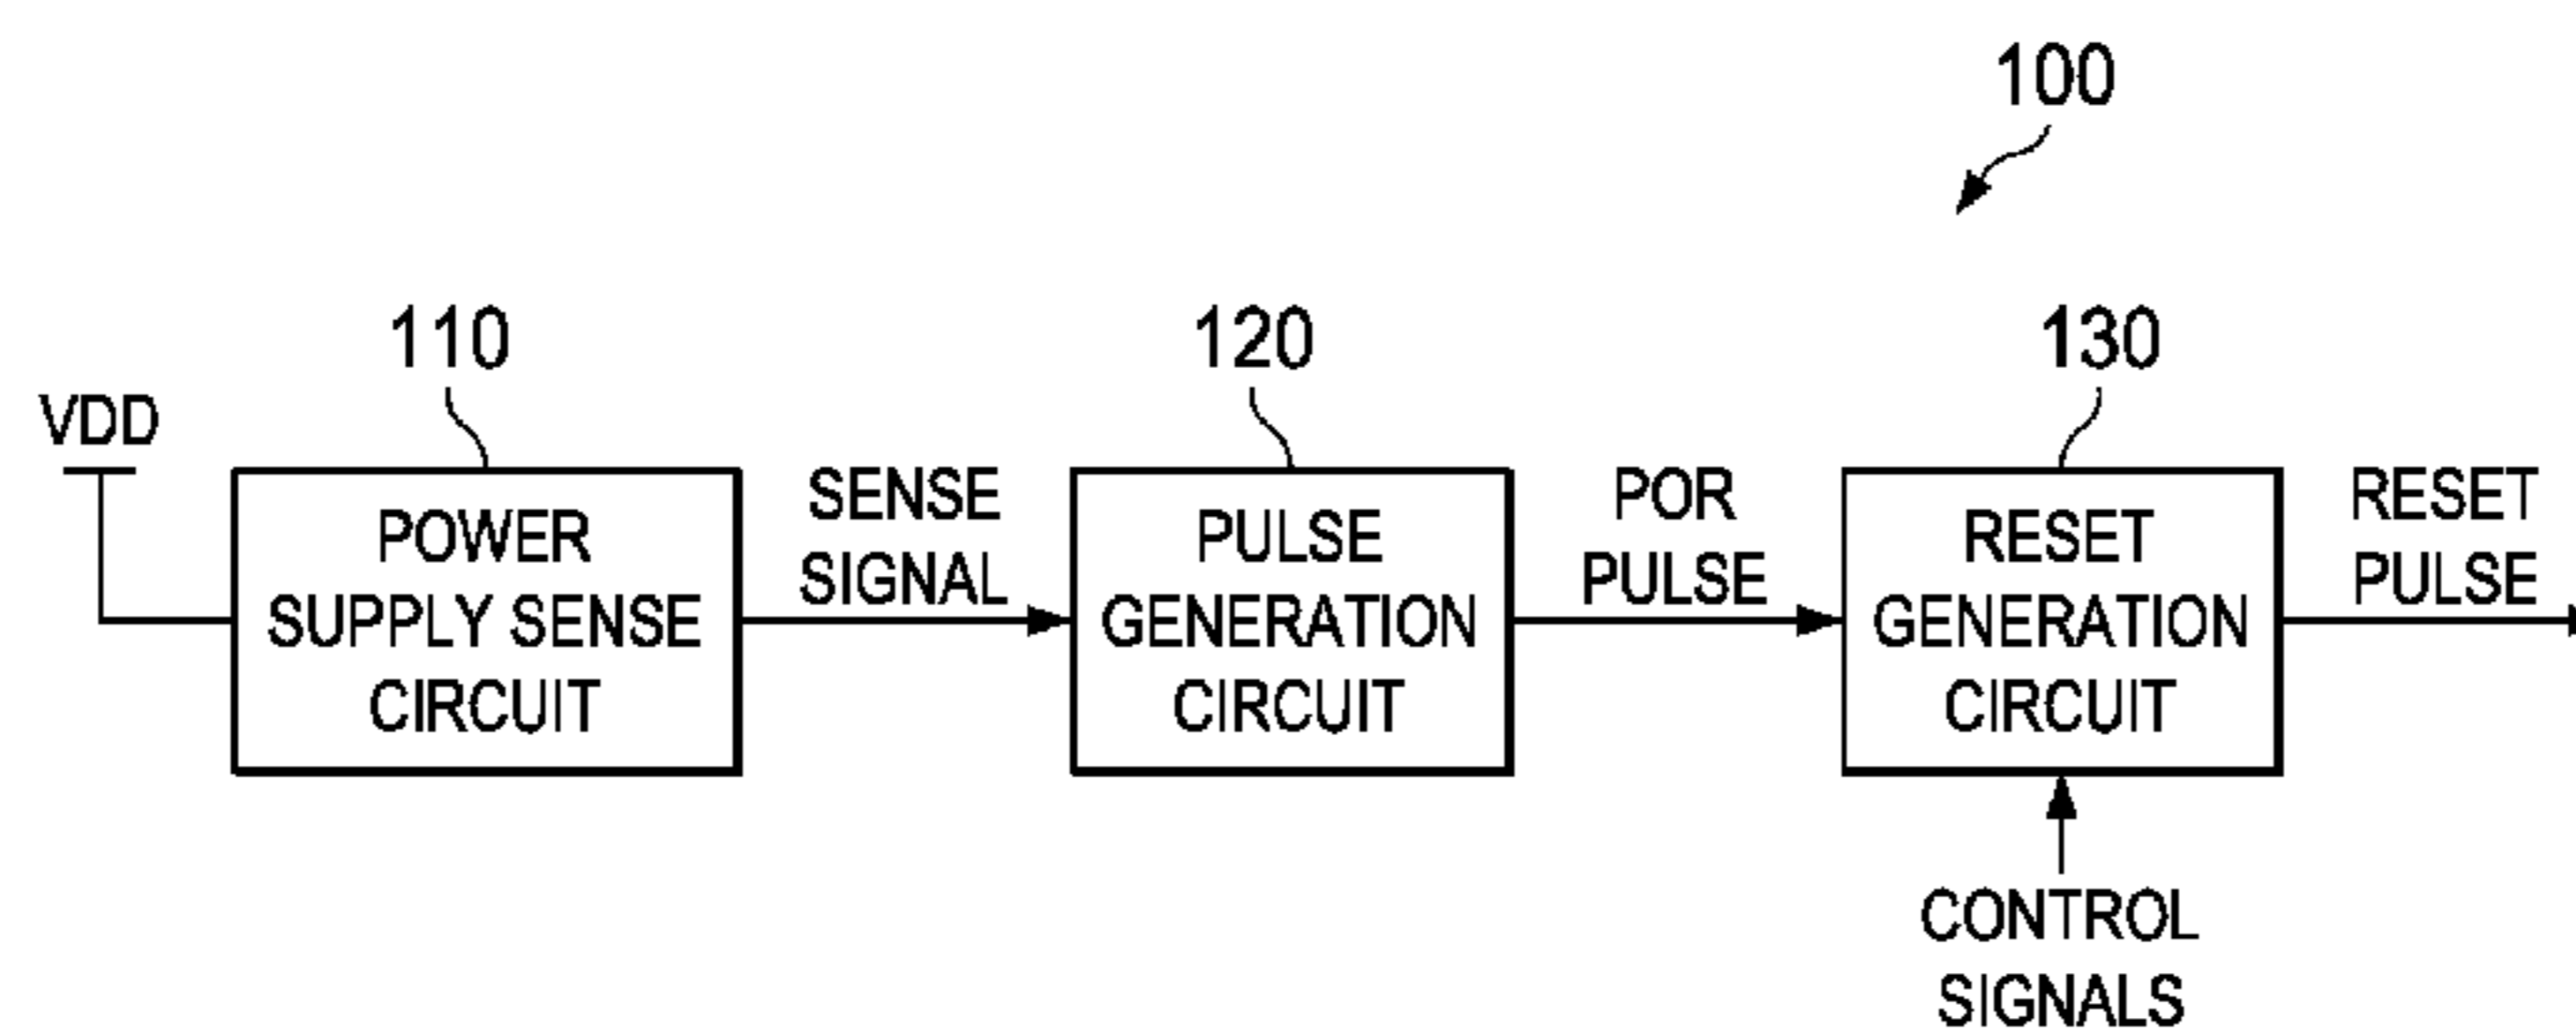 100
110
120
130
VDD
POWER
SUPPLY SENSE
CIRCUIT
SENSE
SIGNAL
PULSE
GENERATION
CIRCUIT
POR
PULSE
RESET
GENERATION
CIRCUIT
RESET
PULSE
CONTROL
SIGNALS